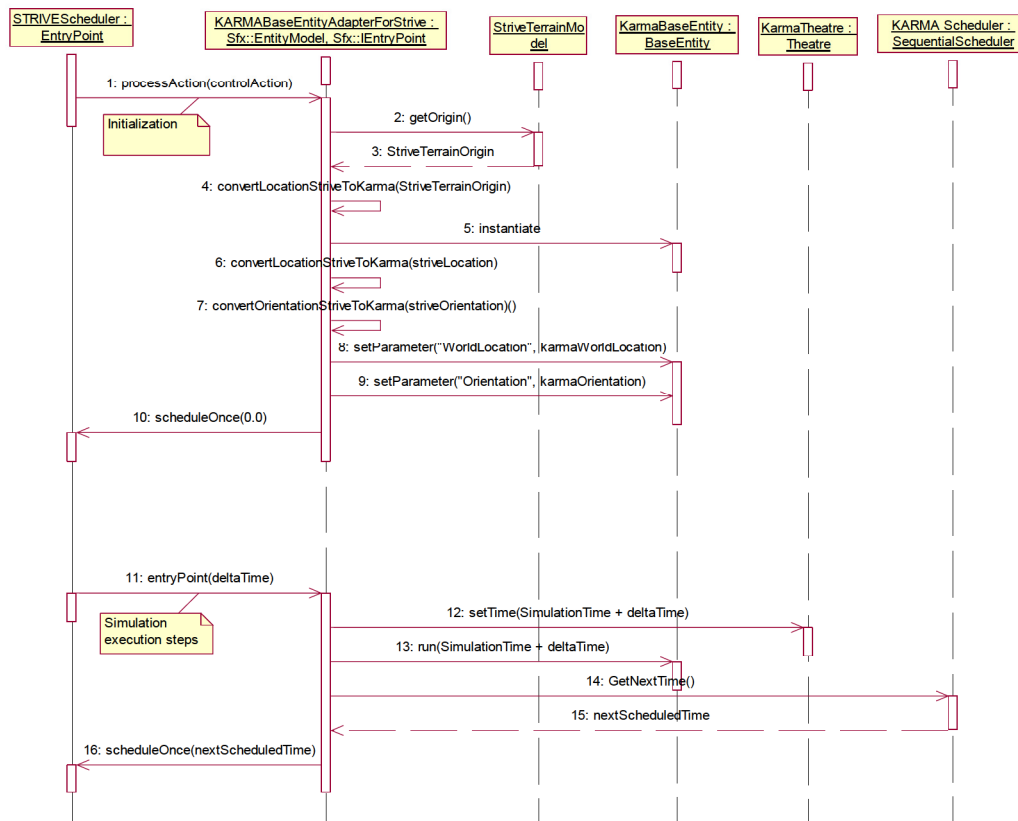 STRIVEScheduler :
EntryPoint
KARMABaseEntityAdapterForStrive :
Sfx::EntityModel, Sfx::IEntryPoint
StriveTerrainMo
del
KarmaBaseEntity :
BaseEntity
KarmaTheatre :
Theatre
KARMA Scheduler :
SequentialScheduler
1: processAction(controlAction)
Initialization
2: getOrigin()
3: StriveTerrainOrigin
4: convertLocationStriveToKarma(StriveTerrainOrigin)
5: instantiate
6: convertLocationStriveToKarma(striveLocation)
7: convertOrientationStriveToKarma(striveOrientation)()
8: setParameter("WorldLocation", karmaWorldLocation)
9: setParameter("Orientation", karmaOrientation)
10: scheduleOnce(0.0)
11: entryPoint(deltaTime)
Simulation
execution steps
12: setTime(SimulationTime + deltaTime)
13: run(SimulationTime + deltaTime)
14: GetNextTime()
15: nextScheduledTime
16: scheduleOnce(nextScheduledTime)